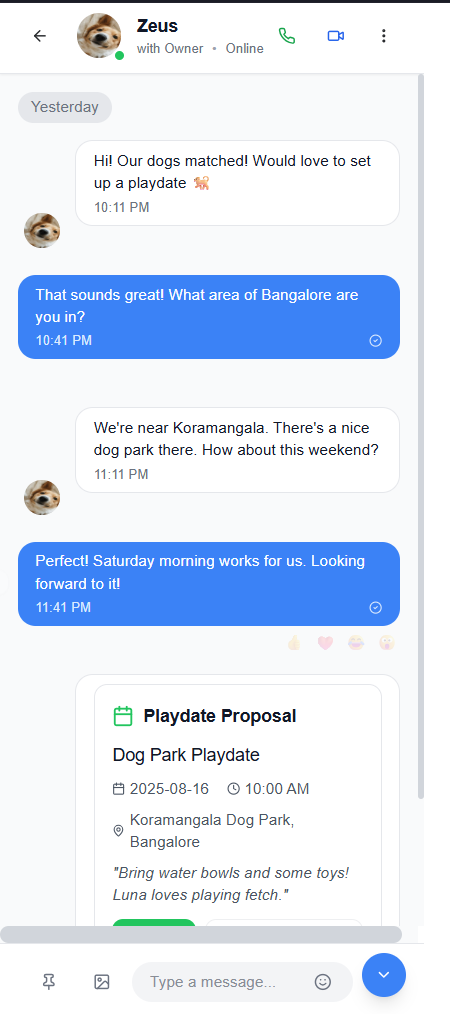 Zeus
with Owner • Online
Yesterday
Hi! Our dogs matched! Would love to set
up a playdate 🐕
10:11 PM
That sounds great! What area of Bangalore are
you in?
10:41 PM
We're near Koramangala. There's a nice
dog park there. How about this weekend?
11:11 PM
Perfect! Saturday morning works for us. Looking
forward to it!
11:41 PM
👍 ❤️ 😂 😮
Playdate Proposal
Dog Park Playdate
2025-08-16 10:00 AM
Koramangala Dog Park,
Bangalore
"Bring water bowls and some toys!
Luna loves playing fetch."
Type a message...